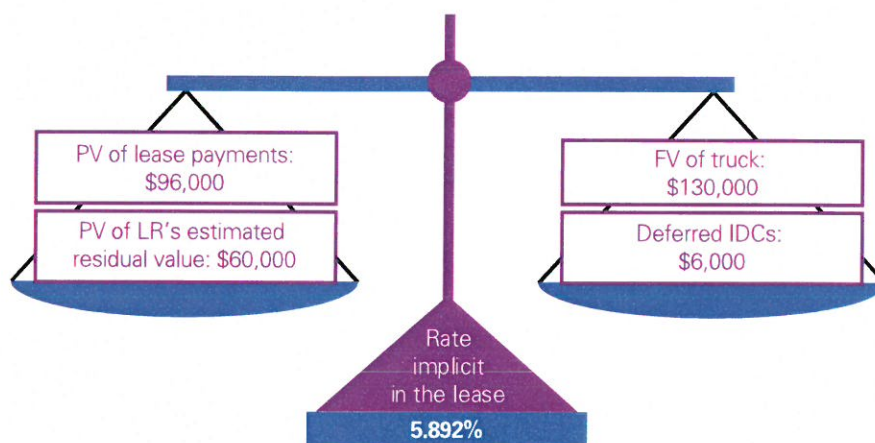 PV of lease payments:
$96,000
PV of LR's estimated
residual value: $60,000
FV of truck:
$130,000
Deferred IDCs:
$6,000
Rate
implicit
in the lease
5.892%